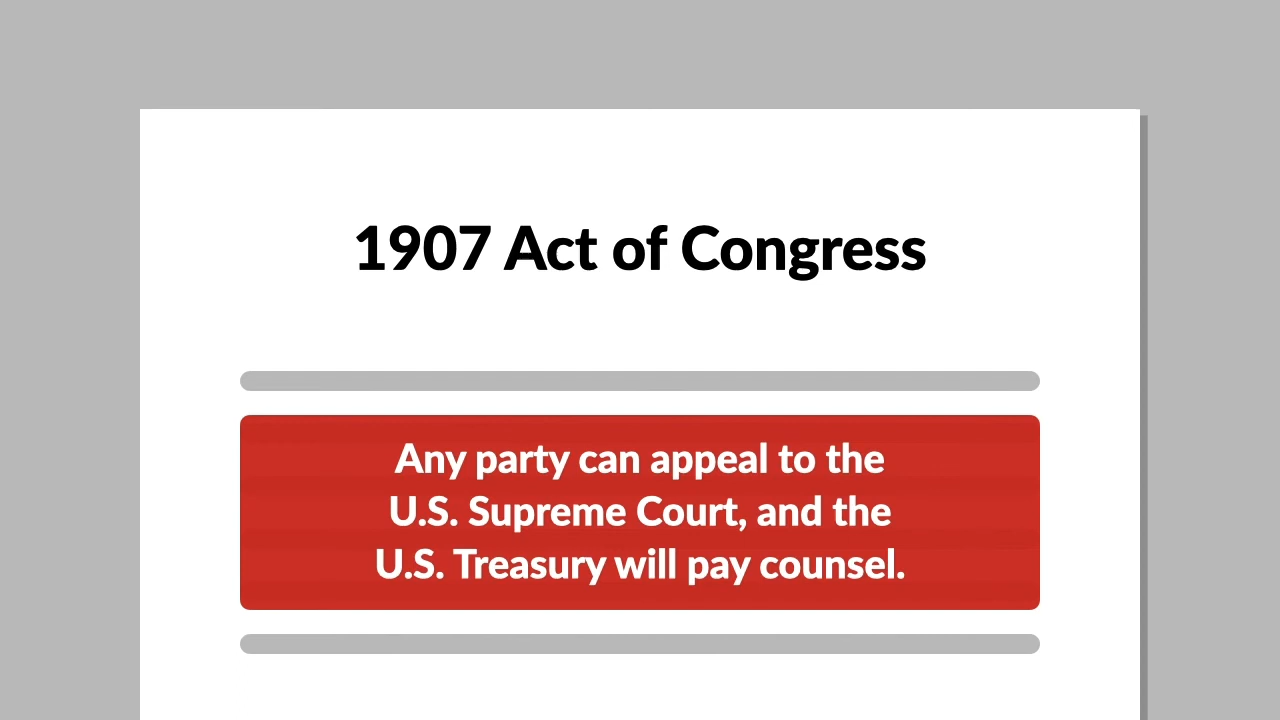 1907 Act of Congress
Any party can appeal to the
U.S. Supreme Court, and the
U.S. Treasury will pay counsel.